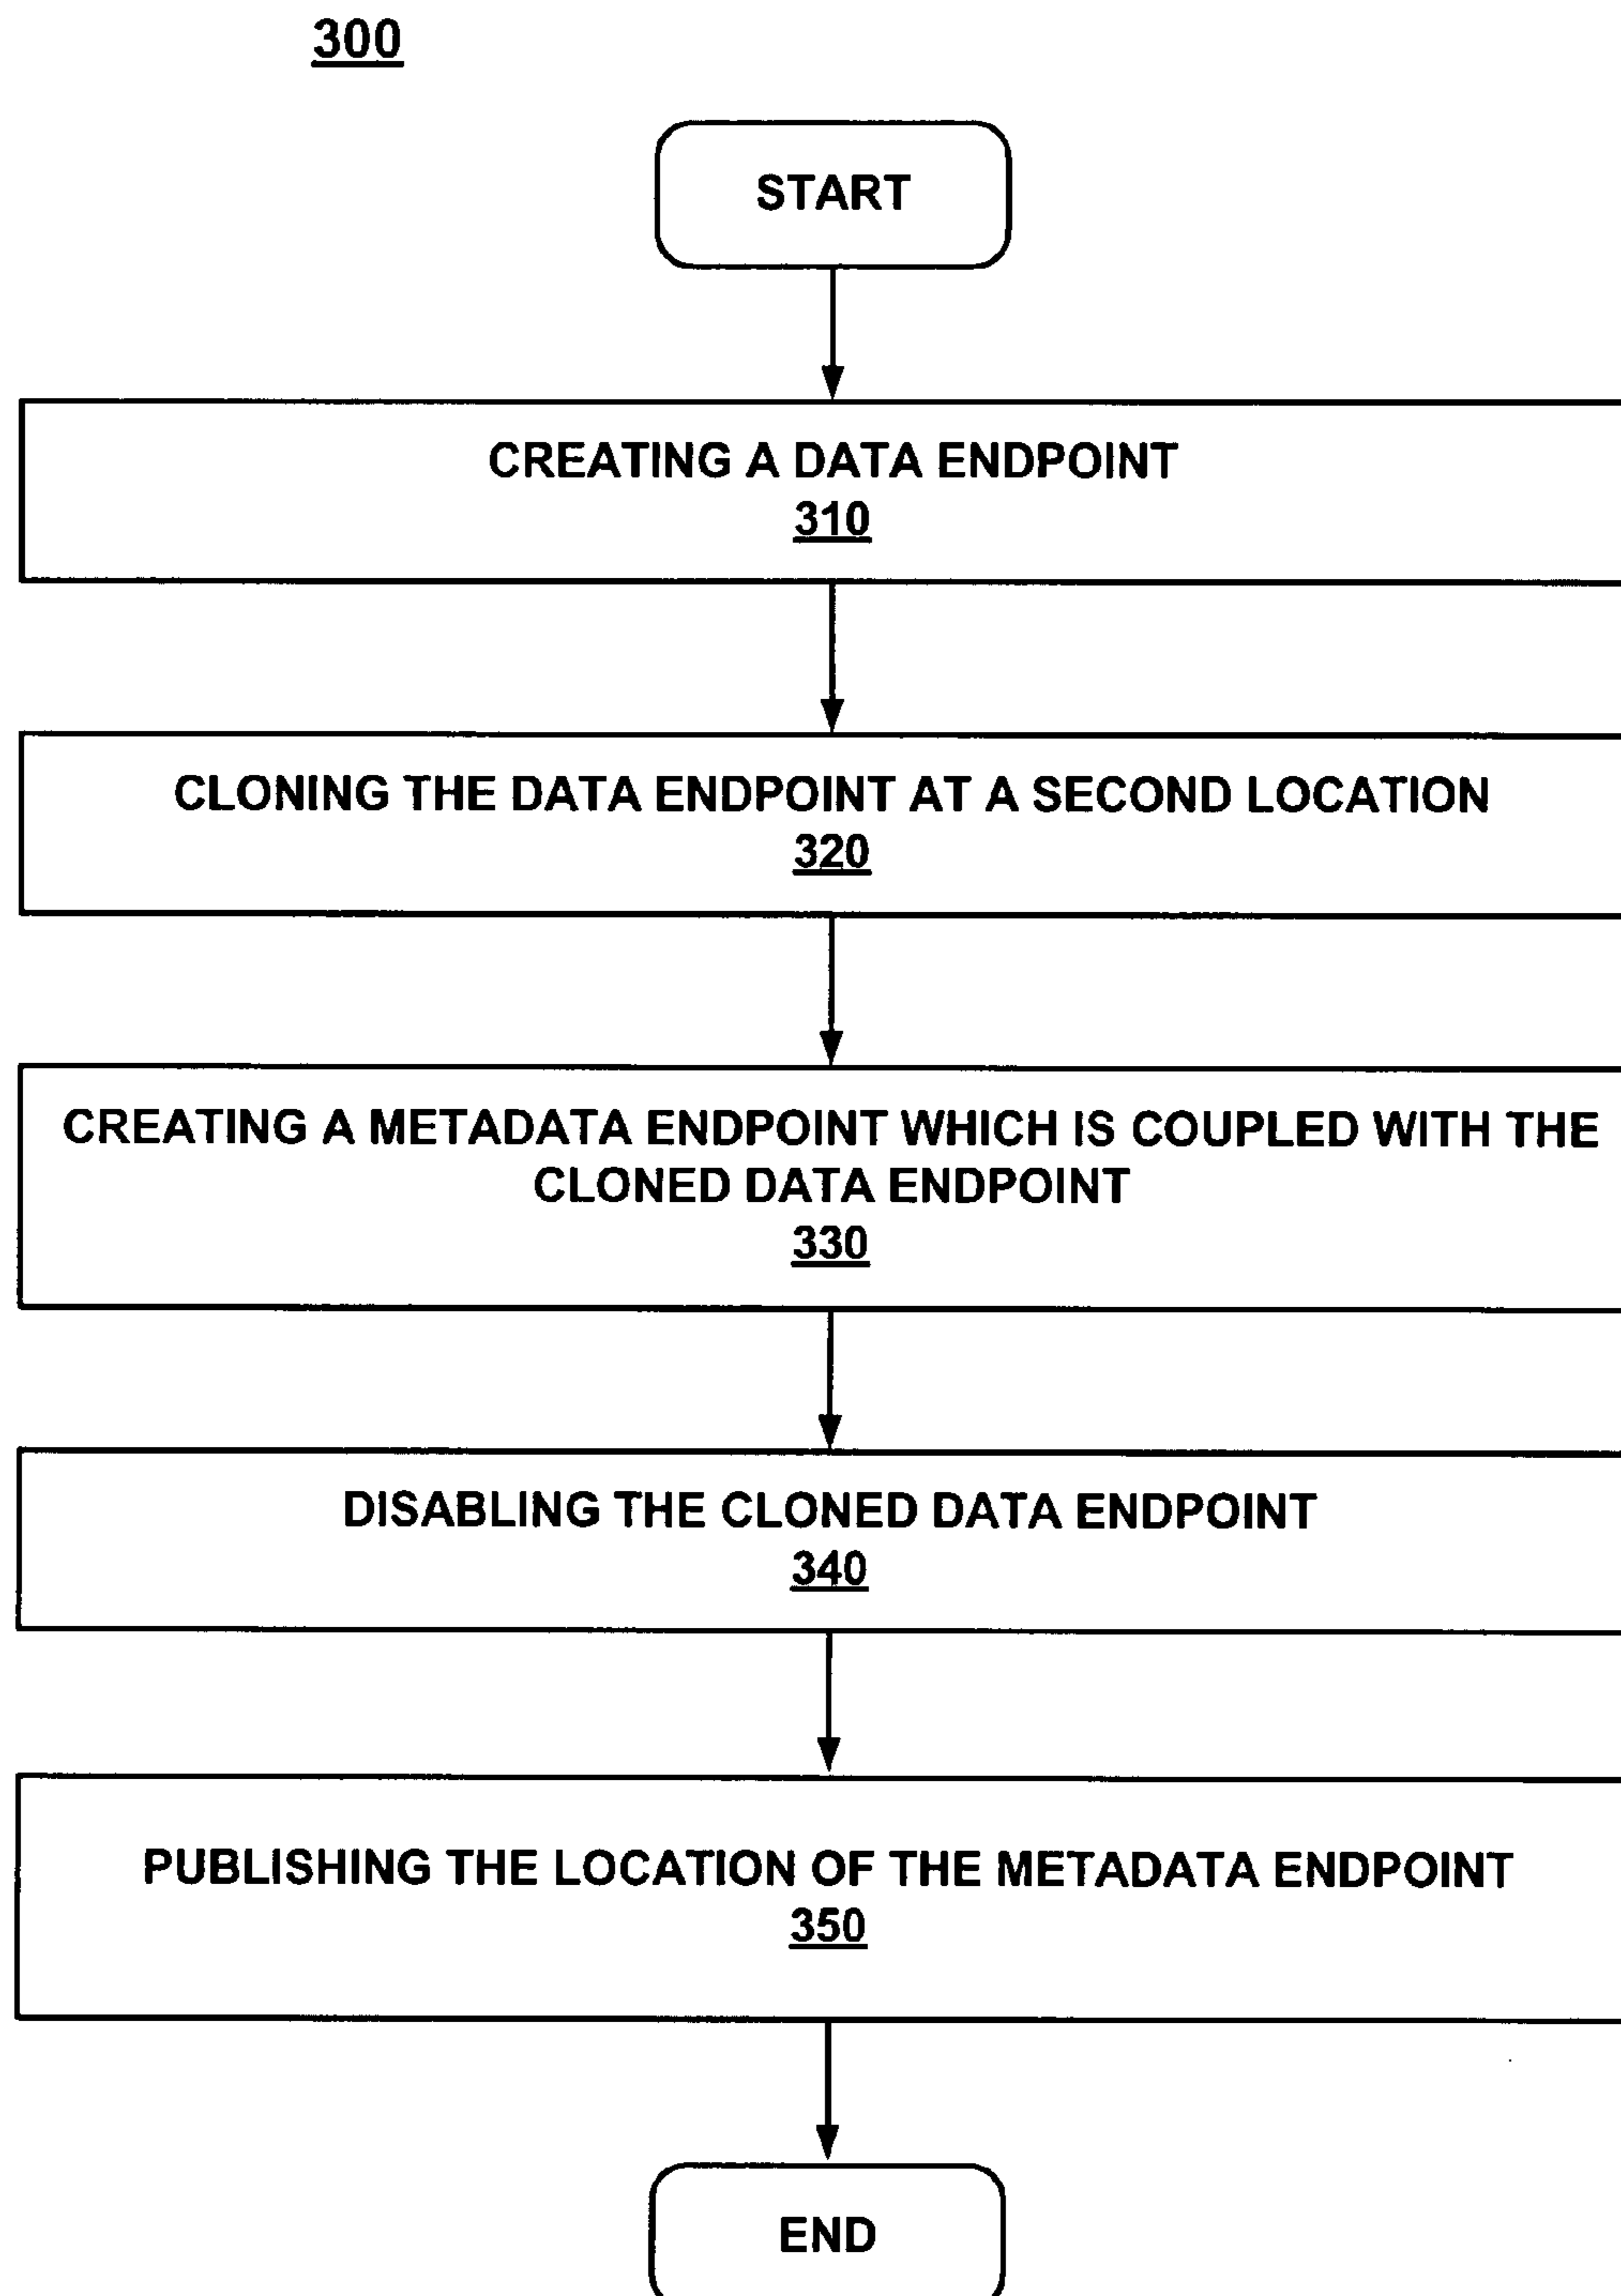 300
START
CREATING A DATA ENDPOINT
310
CLONING THE DATA ENDPOINT AT A SECOND LOCATION
320
CREATING A METADATA ENDPOINT WHICH IS COUPLED WITH THE
CLONED DATA ENDPOINT
330
DISABLING THE CLONED DATA ENDPOINT
340
PUBLISHING THE LOCATION OF THE METADATA ENDPOINT
350
END